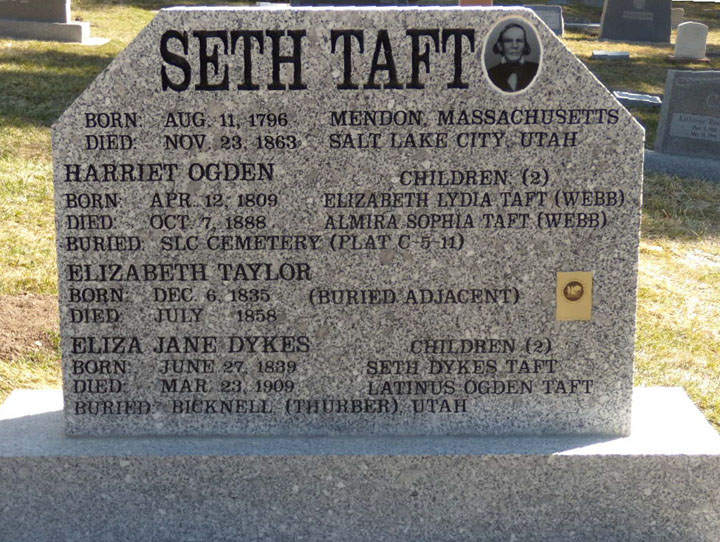 SETH TAFT
BORN: AUG. 11, 1796 MENDON, MASSACHUSETTS
DIED: NOV. 23, 1863 SALT LAKE CITY, UTAH
HARRIET OGDEN CHILDREN (2)
BORN: APR. 12, 1809 ELIZABETH LYDIA TAFT (WEBB)
DIED: OCT. 7, 1888 ALMIRA SOPHIA TAFT (WEBB)
BURIED: SLC CEMETERY (PLAT C-5-11)
ELIZABETH TAYLOR
BORN: DEC. 6, 1835 (BURIED ADJACENT)
DIED: JULY 1858
ELIZA JANE DYKES CHILDREN (2)
BORN: JUNE 27, 1839 SETH DYKES TAFT
DIED: MAR. 23, 1909 LATINUS OGDEN TAFT
BURIED: BICKNELL (THURBER), UTAH